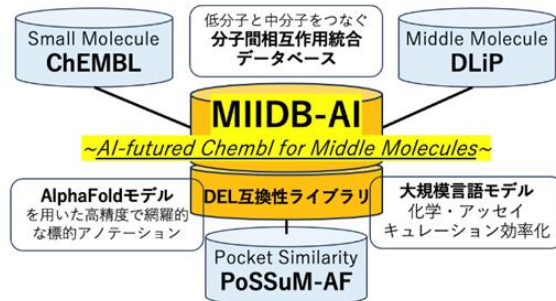 Small Molecule
ChEMBL
低分子と中分子をつなぐ
分子間相互作用統合
データベース
Middle Molecule
DLiP
MIIDB-AI
~AI-futured Chembl for Middle Molecules~
AlphaFoldモデル
を用いた高精度で網羅的
な標的アノテーション
DEL互換性ライブラリ
大規模言語モデル
化学・アッセイ
キュレーション効率化
Pocket Similarity
PoSSuM-AF